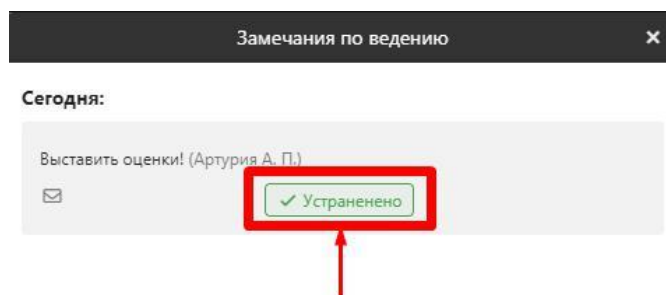 Замечания по ведению
Сегодня:
Выставить оценки! (Артурия А. П.)
Устраненено